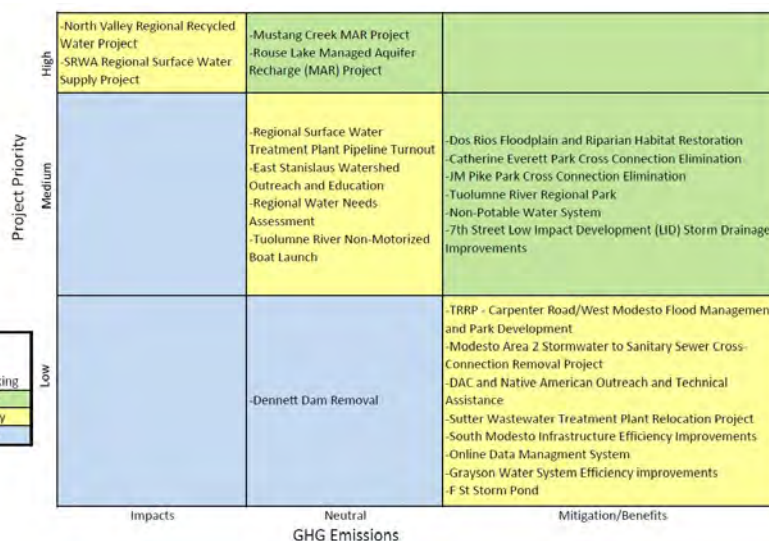 Project Priority
High
-North Valley Regional Recycled
Water Project
-SRWA Regional Surface Water
Supply Project
-Mustang Creek MAR Project
-Rouse Lake Managed Aquifer
Recharge (MAR) Project
Medium
-Regional Surface Water
Treatment Plant Pipeline Turnout
-East Stanislaus Watershed
Outreach and Education
-Regional Water Needs
Assessment
-Tuolumne River Non-Motorized
Boat Launch
-Dos Rios Floodplain and Riparian Habitat Restoration
-Catherine Everett Park Cross Connection Elimination
-JM Pike Park Cross Connection Elimination
-Tuolumne River Regional Park
-Non-Potable Water System
-7th Street Low Impact Development (LID) Storm Drainage
Improvements
Low
-Dennett Dam Removal
-TRRP - Carpenter Road/West Modesto Flood Management
and Park Development
-Modesto Area 2 Stormwater to Sanitary Sewer Cross-
Connection Removal Project
-DAC and Native American Outreach and Technical
Assistance
-Sutter Wastewater Treatment Plant Relocation Project
-South Modesto Infrastructure Efficiency Improvements
-Online Data Managment System
-Grayson Water System Efficiency improvements
-F St Storm Pond
Impacts
Neutral
Mitigation/Benefits
GHG Emissions